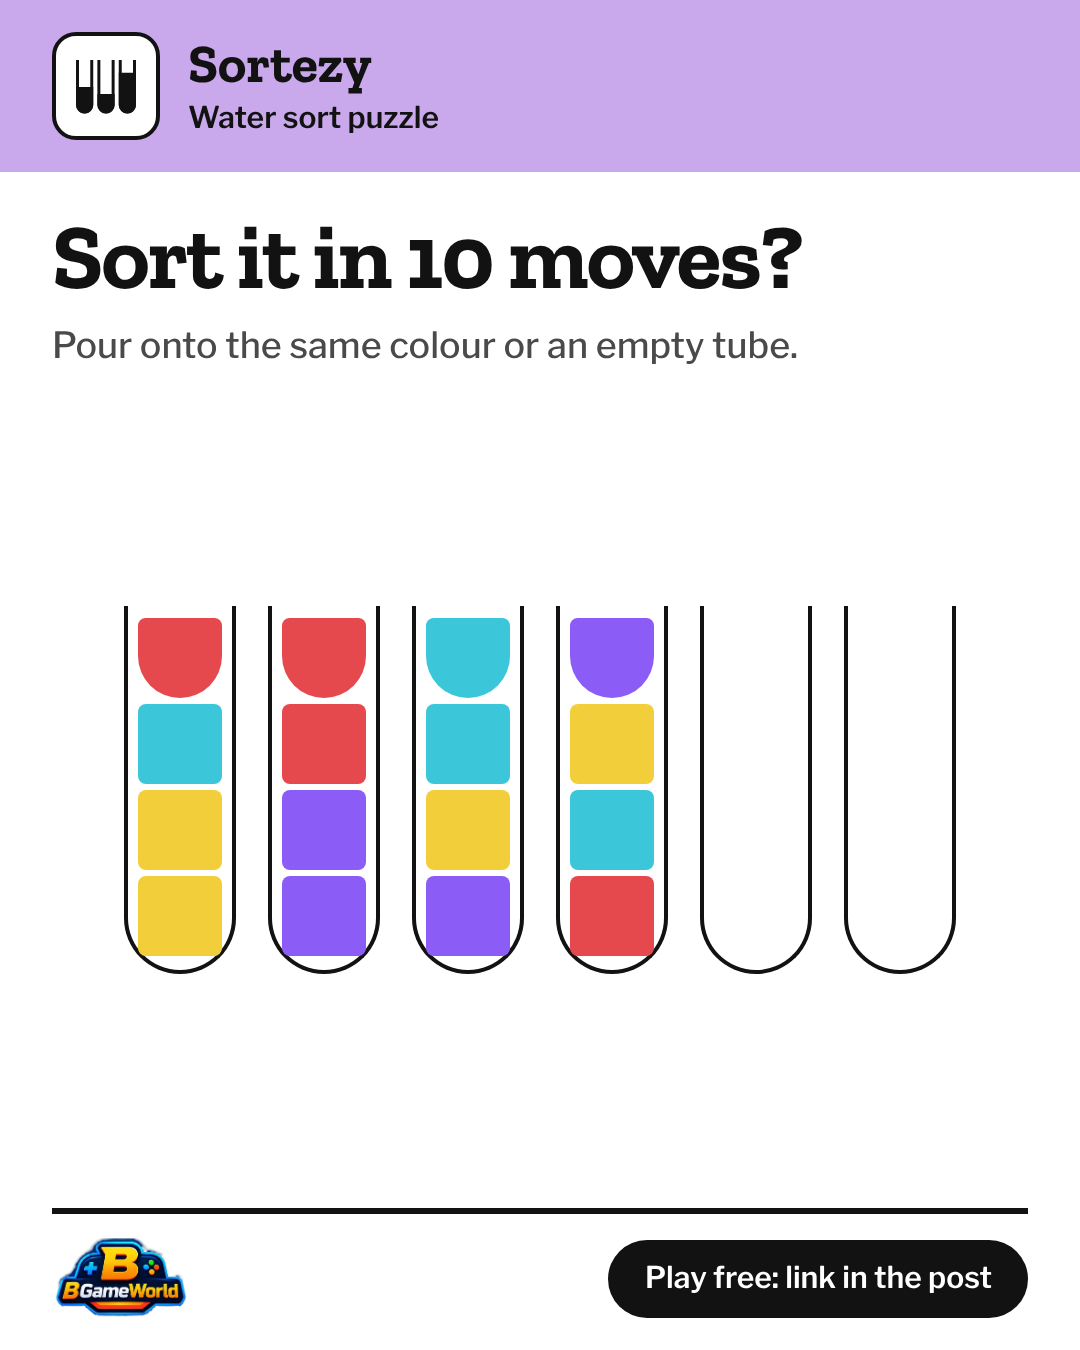 Sortezy
Water sort puzzle
Sort it in 10 moves?
Pour onto the same colour or an empty tube.
B
BGameWorld
Play free: link in the post